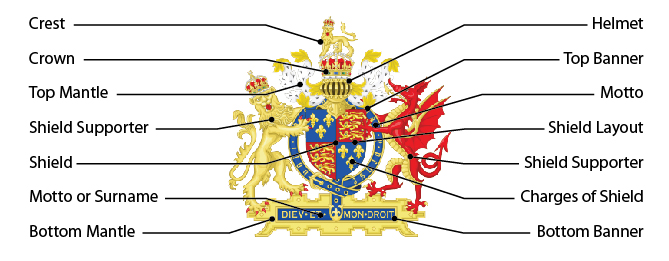 Crest
Helmet
Crown
Top Banner
Top Mantle
Motto
Shield Supporter
Shield Layout
Shield
Shield Supporter
Motto or Surname
Charges of Shield
Bottom Mantle
Bottom Banner
DIEV·ET MON·DROIT